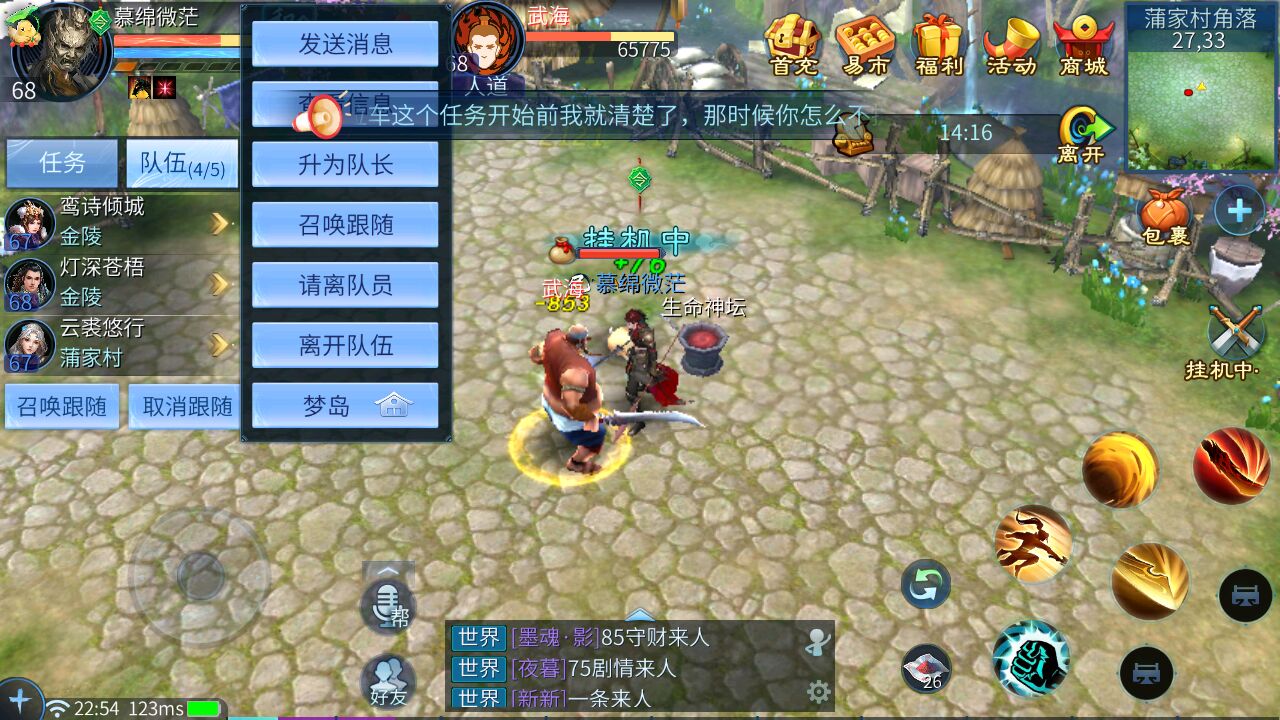 慕绵微茫
68
任务
队伍(4/5)
鸾诗倾城
金陵
67
灯深苍梧
金陵
68
云裘悠行
蒲家村
67
召唤跟随
取消跟随
发送消息
信息
升为队长
召唤跟随
请离队员
离开队伍
梦岛
武海
65775
68
人道
这个任务开始前我就清楚了，那时候你怎么不
首充
易市
福利
活动
商城
14:16
离开
蒲家村角落
27,33
包裹
挂机中
挂机中
武海
慕绵微茫
-853
生命神坛
帮
好友
世界 [墨魂·影]85守财来人
世界 [夜暮]75剧情来人
世界 [新新]一条来人
26
22:54 123ms